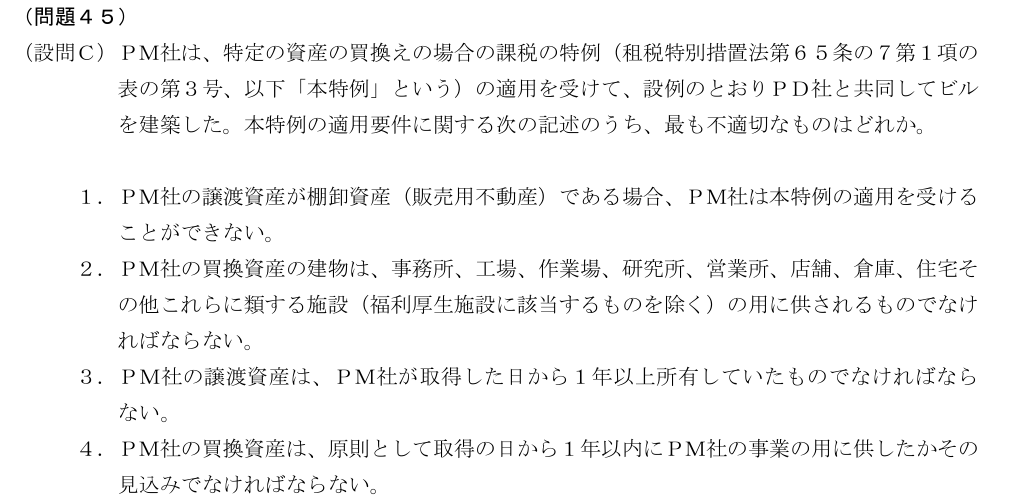 （問題４５）
（設問Ｃ）ＰＭ社は、特定の資産の買換えの場合の課税の特例（租税特別措置法第６５条の７第１項の
表の第３号、以下「本特例」という）の適用を受けて、設例のとおりＰＤ社と共同してビル
を建築した。本特例の適用要件に関する次の記述のうち、最も不適切なものはどれか。
１．ＰＭ社の譲渡資産が棚卸資産（販売用不動産）である場合、ＰＭ社は本特例の適用を受ける
ことができない。
２．ＰＭ社の買換資産の建物は、事務所、工場、作業場、研究所、営業所、店舗、倉庫、住宅そ
の他これらに類する施設（福利厚生施設に該当するものを除く）の用に供されるものでなけ
ればならない。
３．ＰＭ社の譲渡資産は、ＰＭ社が取得した日から１年以上所有していたものでなければなら
ない。
４．ＰＭ社の買換資産は、原則として取得の日から１年以内にＰＭ社の事業の用に供したかその
見込みでなければならない。